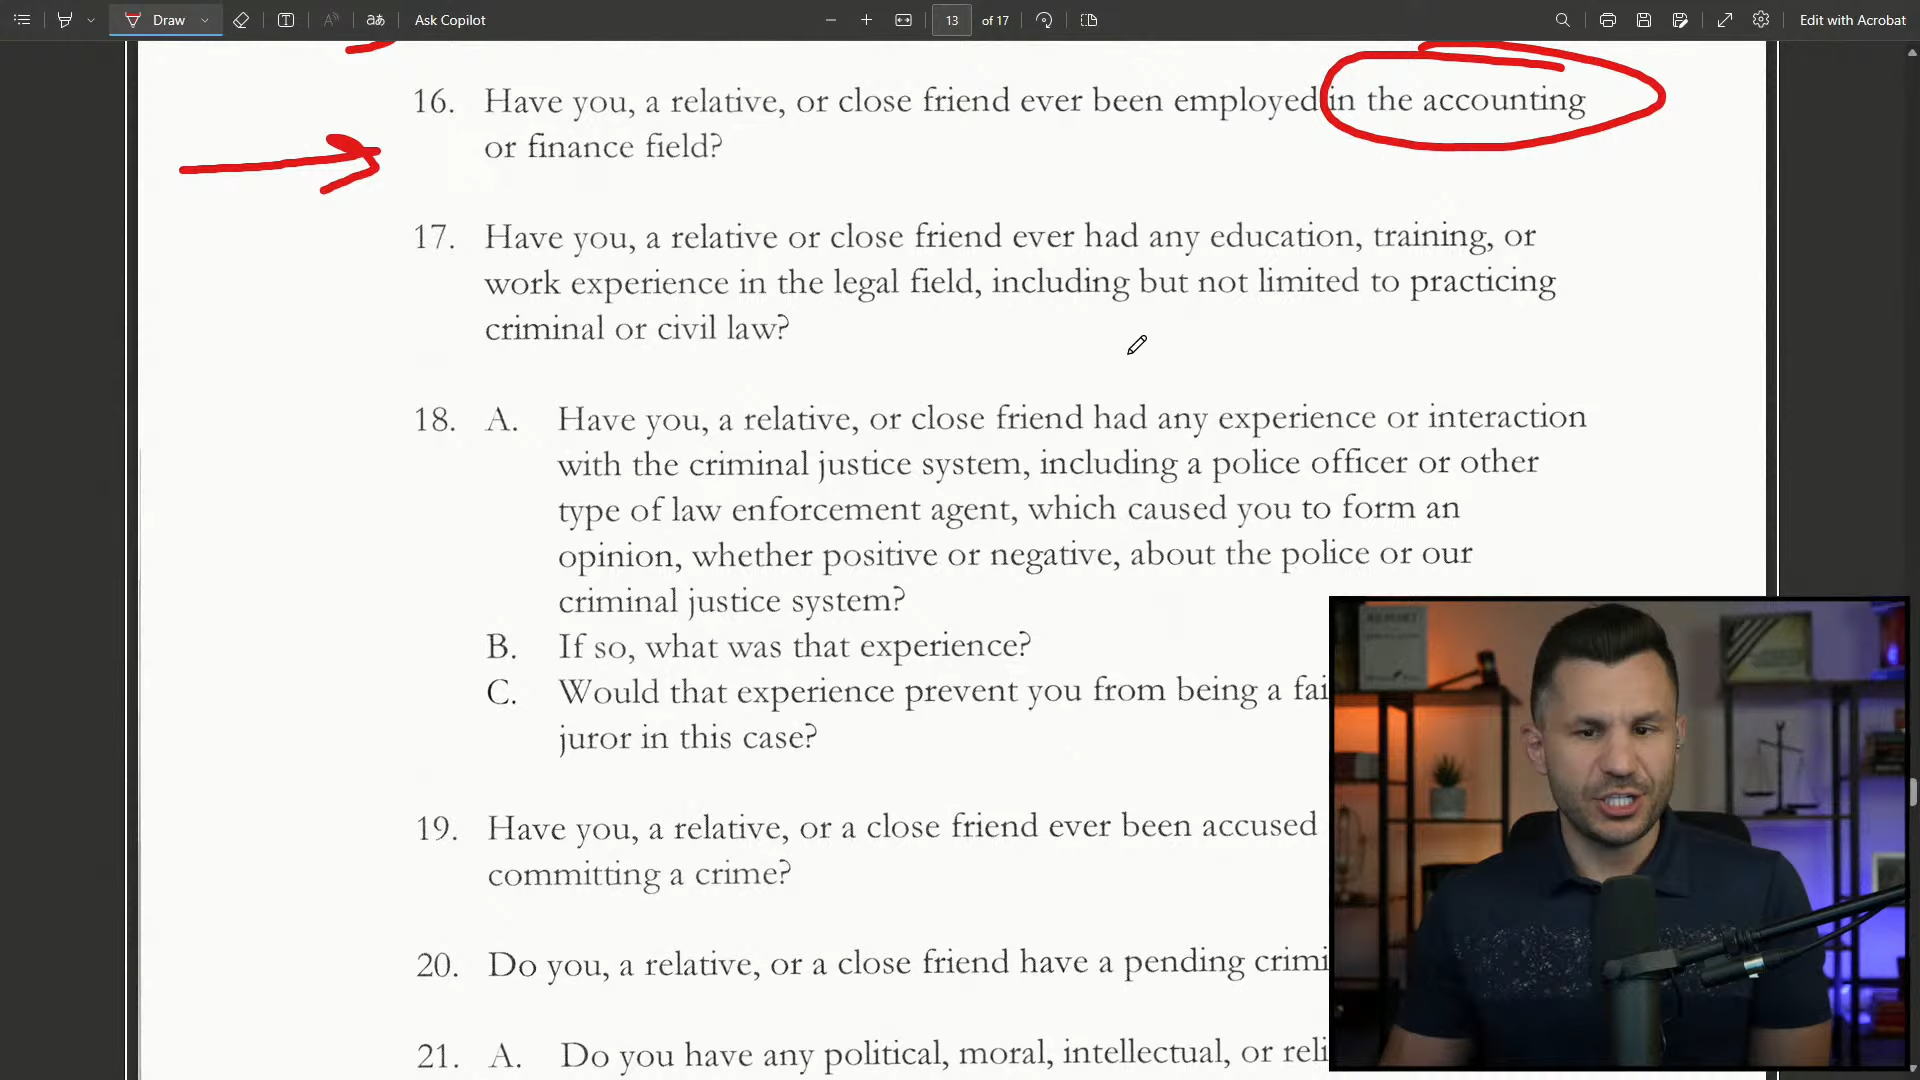 Draw
aあ
Ask Copilot
13 of 17
Edit with Acrobat
16. Have you, a relative, or close friend ever been employed in the accounting
or finance field?
17. Have you, a relative or close friend ever had any education, training, or
work experience in the legal field, including but not limited to practicing
criminal or civil law?
18. A. Have you, a relative, or close friend had any experience or interaction
with the criminal justice system, including a police officer or other
type of law enforcement agent, which caused you to form an
opinion, whether positive or negative, about the police or our
criminal justice system?
B. If so, what was that experience?
C. Would that experience prevent you from being a fai
juror in this case?
19. Have you, a relative, or a close friend ever been accused
committing a crime?
20. Do you, a relative, or a close friend have a pending crimi
21. A. Do you have any political, moral, intellectual, or reli